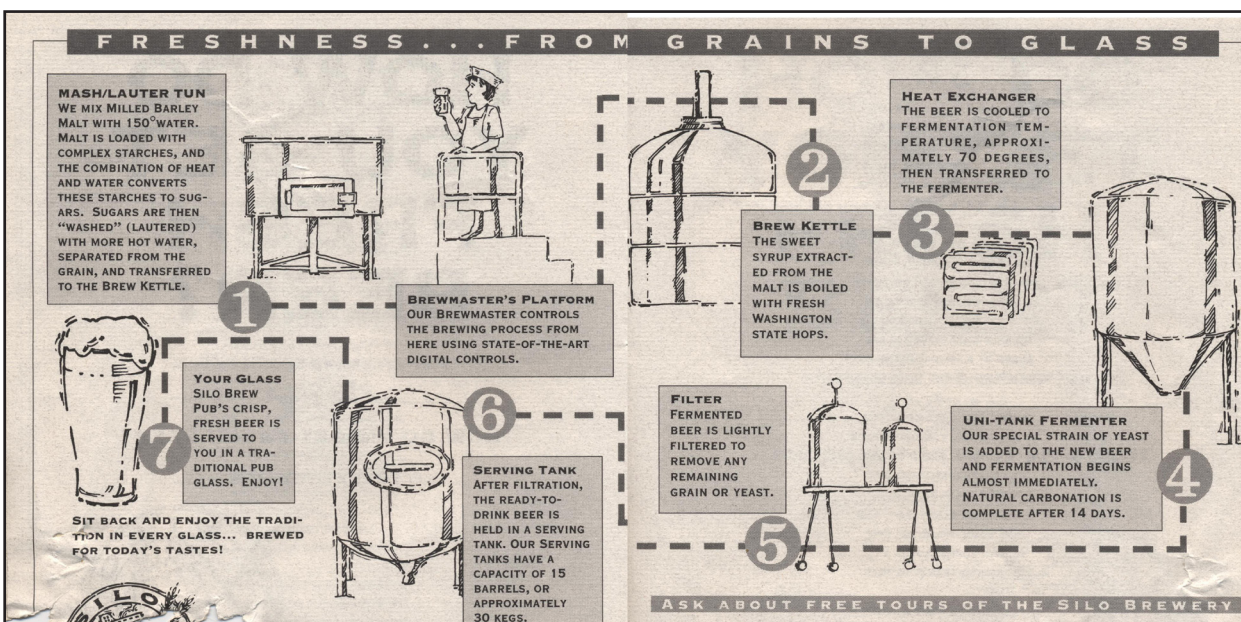 FRESHNESS...FROM GRAINS TO GLASS
MASH/LAUTER TUN
WE MIX MILLED BARLEY
MALT WITH 150°WATER.
MALT IS LOADED WITH
COMPLEX STARCHES, AND
THE COMBINATION OF HEAT
AND WATER CONVERTS
THESE STARCHES TO SUG-
ARS. SUGARS ARE THEN
"WASHED" (LAUTERED)
WITH MORE HOT WATER,
SEPARATED FROM THE
GRAIN, AND TRANSFERRED
TO THE BREW KETTLE.
1
BREWMASTER'S PLATFORM
OUR BREWMASTER CONTROLS
THE BREWING PROCESS FROM
HERE USING STATE-OF-THE-ART
DIGITAL CONTROLS.
2
BREW KETTLE
THE SWEET
SYRUP EXTRACT-
ED FROM THE
MALT IS BOILED
WITH FRESH
WASHINGTON
STATE HOPS.
HEAT EXCHANGER
THE BEER IS COOLED TO
FERMENTATION TEM-
PERATURE, APPROXI-
MATELY 70 DEGREES,
THEN TRANSFERRED TO
THE FERMENTER.
3
UNI-TANK FERMENTER
OUR SPECIAL STRAIN OF YEAST
IS ADDED TO THE NEW BEER
AND FERMENTATION BEGINS
ALMOST IMMEDIATELY.
NATURAL CARBONATION IS
COMPLETE AFTER 14 DAYS.
4
FILTER
FERMENTED
BEER IS LIGHTLY
FILTERED TO
REMOVE ANY
REMAINING
GRAIN OR YEAST.
5
6
SERVING TANK
AFTER FILTRATION,
THE READY-TO-
DRINK BEER IS
HELD IN A SERVING
TANK. OUR SERVING
TANKS HAVE A
CAPACITY OF 15
BARRELS, OR
APPROXIMATELY
30 KEGS.
YOUR GLASS
SILO BREW
PUB'S CRISP,
FRESH BEER IS
SERVED TO
YOU IN A TRA-
DITIONAL PUB
GLASS. ENJOY!
7
SIT BACK AND ENJOY THE TRADI-
TION IN EVERY GLASS... BREWED
FOR TODAY'S TASTES!
SILO
ASK ABOUT FREE TOURS OF THE SILO BREWERY